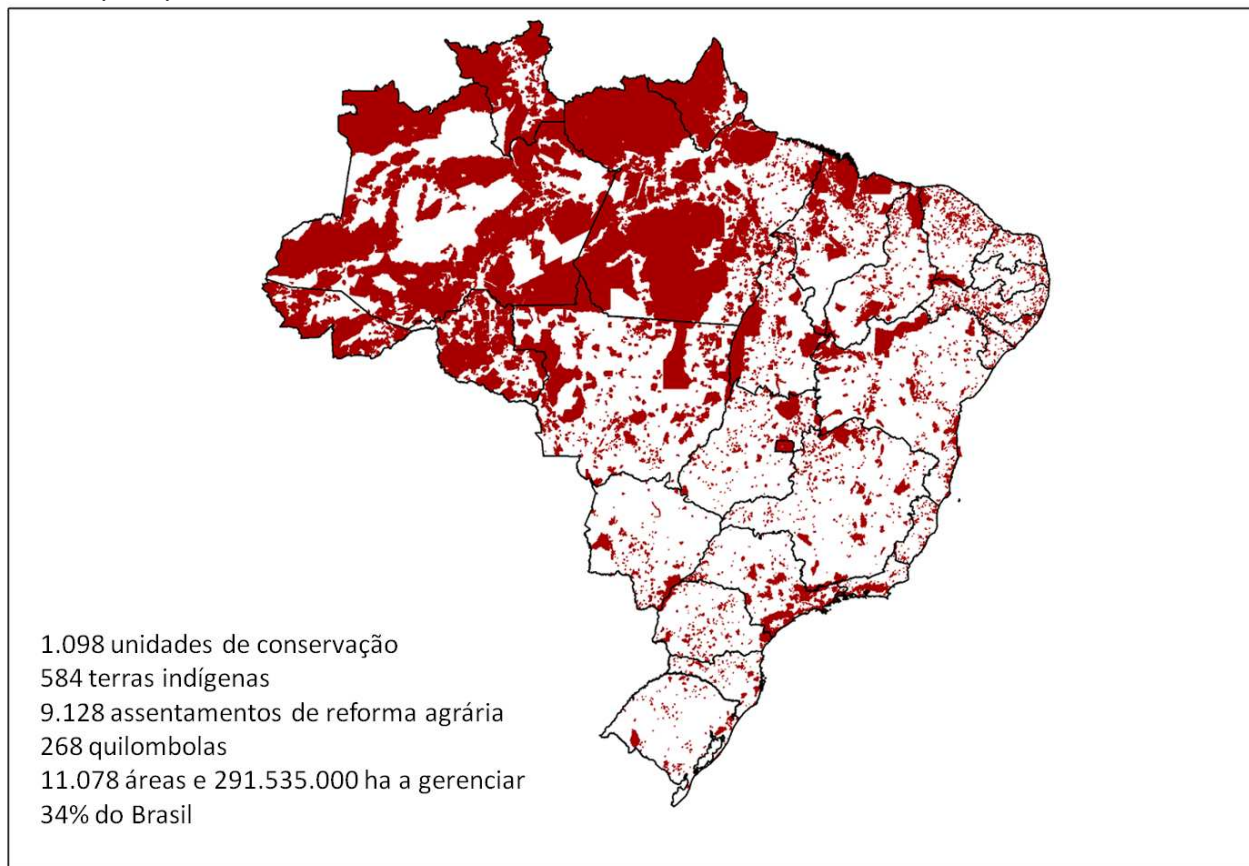 1.098 unidades de conservação
584 terras indígenas
9.128 assentamentos de reforma agrária
268 quilombolas
11.078 áreas e 291.535.000 ha a gerenciar
34% do Brasil